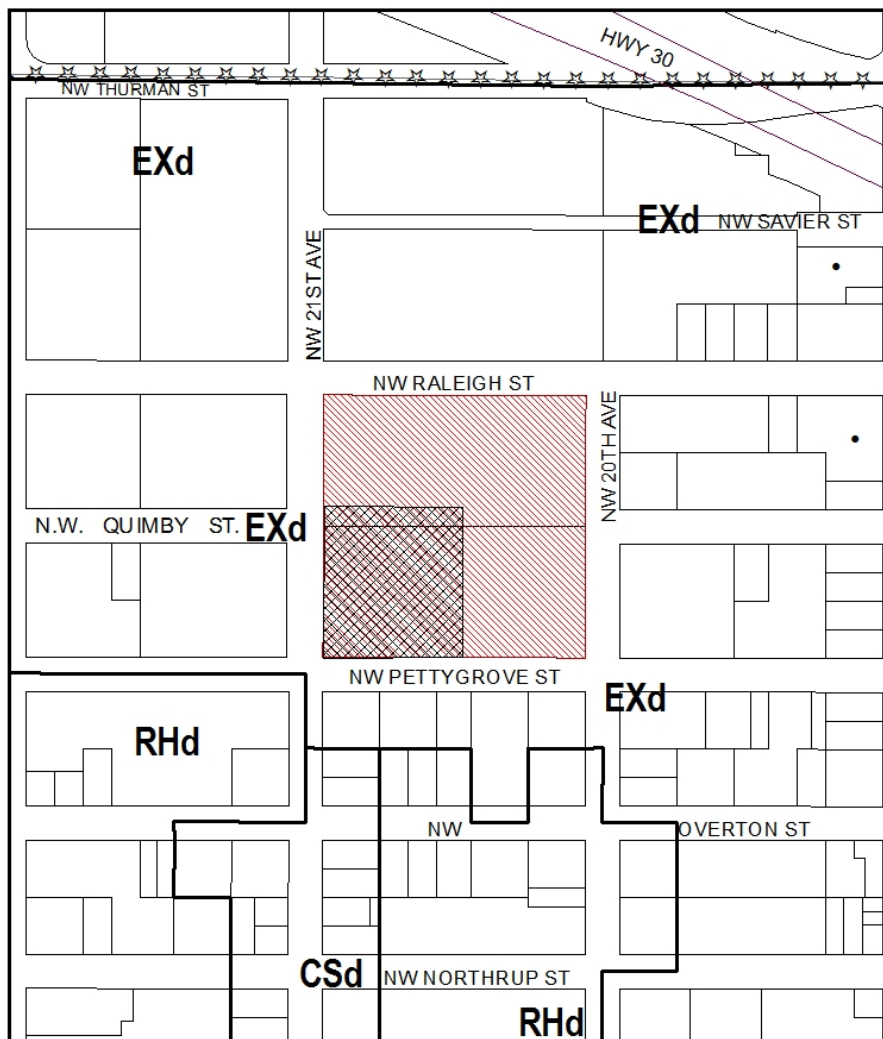 HWY 30
NW THURMAN ST
EXd
EXd
NW SAVIER ST
NW 21ST AVE
NW RALEIGH ST
NW 20TH AVE
N.W. QUIMBY ST.
EXd
NW PETTYGROVE ST
EXd
RHd
NW OVERTON ST
CSd
NW NORTHRUP ST
RHd